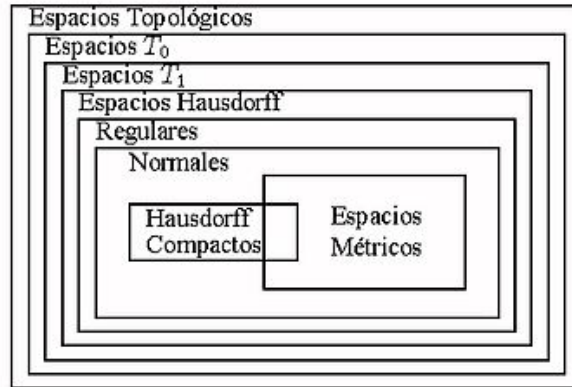 Espacios Topológicos
Espacios T₀
Espacios T₁
Espacios Hausdorff
Regulares
Normales
Hausdorff
Compactos
Espacios
Métricos